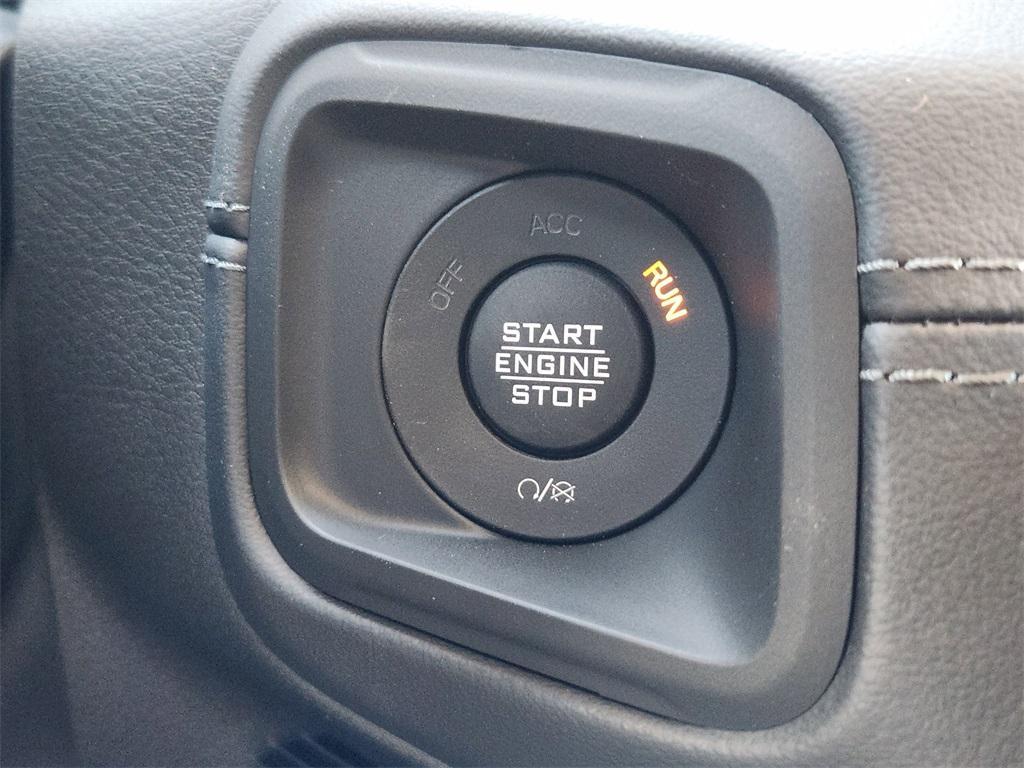 ACC
OFF
RUN
START
ENGINE
STOP